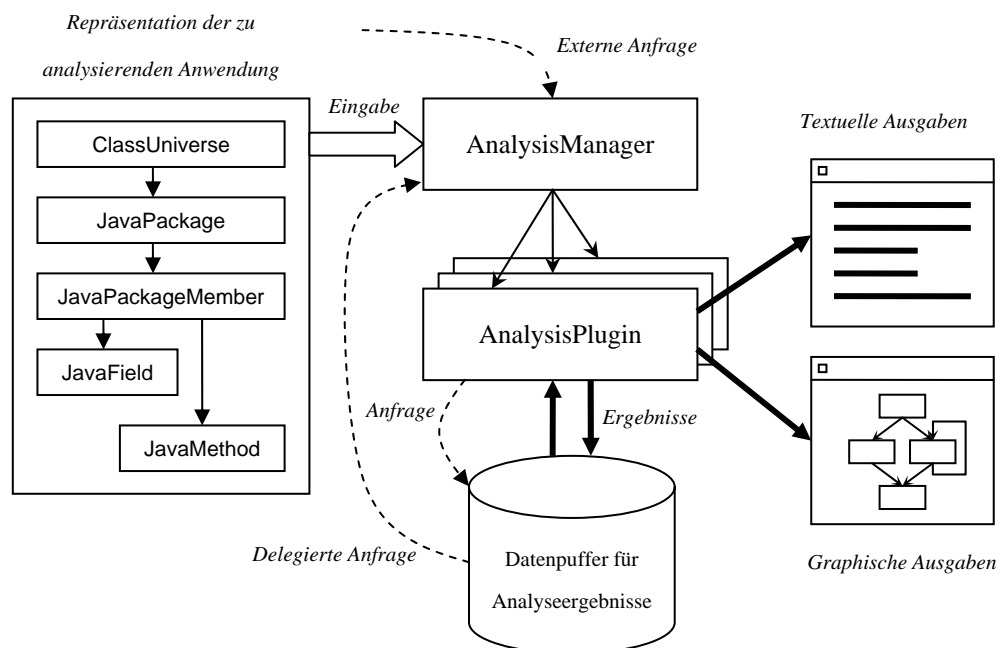 Repräsentation der zu
analysierenden Anwendung
Externe Anfrage
Eingabe
ClassUniverse
JavaPackage
JavaPackageMember
JavaField
JavaMethod
AnalysisManager
Textuelle Ausgaben
AnalysisPlugin
Anfrage
Ergebnisse
Delegierte Anfrage
Datenpuffer für
Analyseergebnisse
Graphische Ausgaben